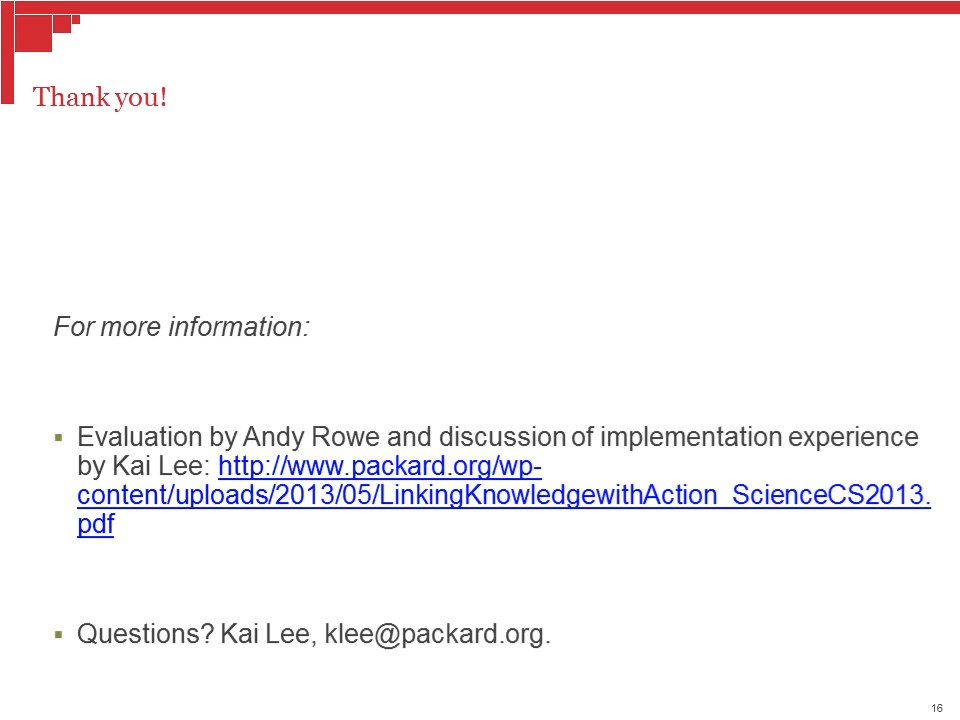 Thank you!
For more information:
▪ Evaluation by Andy Rowe and discussion of implementation experience
by Kai Lee: http://www.packard.org/wp-
content/uploads/2013/05/LinkingKnowledgewithAction_ScienceCS2013.
pdf
▪ Questions? Kai Lee, klee@packard.org.
16